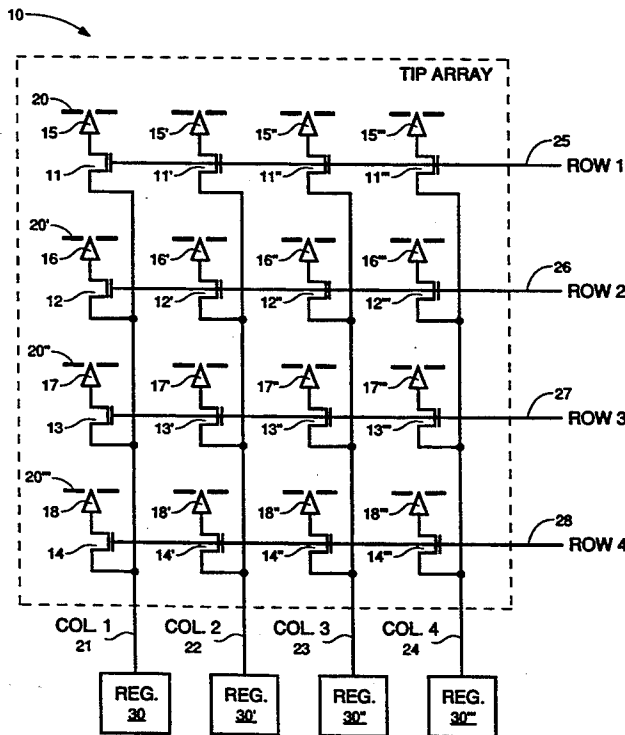 10
TIP ARRAY
20
15 15' 15" 15"'
25
11 11' 11" 11"' ROW 1
20'
16 16' 16" 16"'
26
12 12' 12" 12"' ROW 2
20"
17 17' 17" 17"'
27
13 13' 13" 13"' ROW 3
20"'
18 18' 18" 18"'
28
14 14' 14" 14"' ROW 4
COL. 1 COL. 2 COL. 3 COL. 4
21 22 23 24
REG. REG. REG. REG.
30 30' 30" 30"'